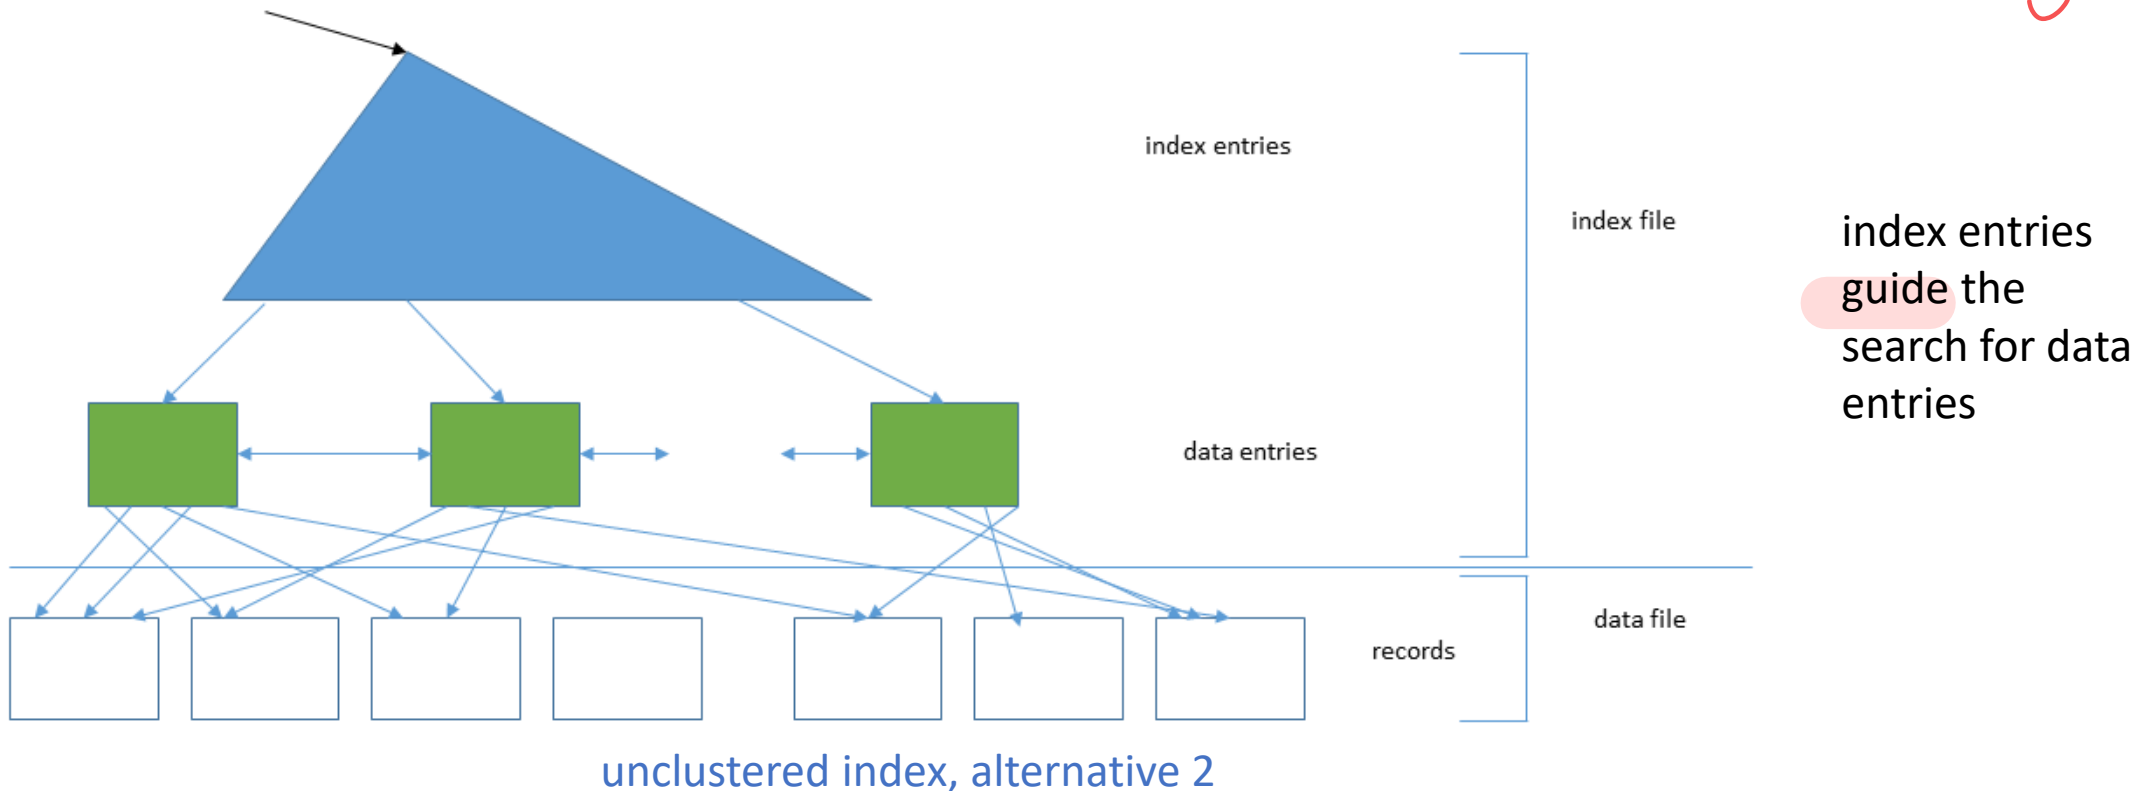 index entries
index file
index entries
guide the
search for data
entries
data entries
data file
records
unclustered index, alternative 2